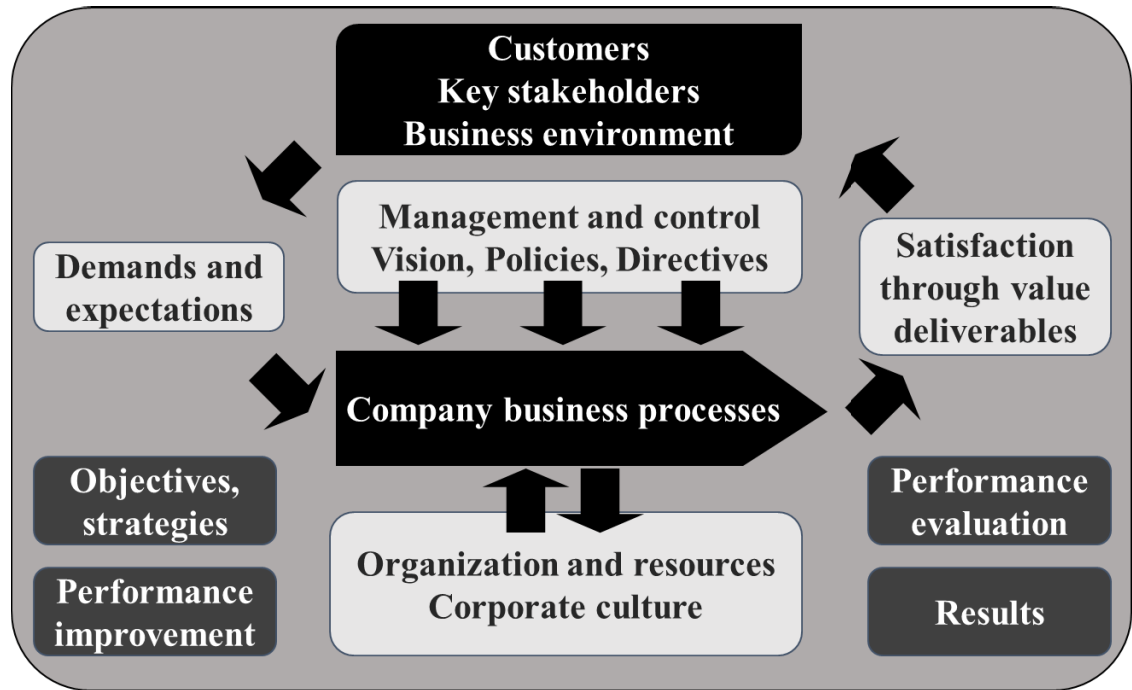 Customers
Key stakeholders
Business environment
Management and control
Vision, Policies, Directives
Demands and
expectations
Satisfaction
through value
deliverables
Company business processes
Objectives,
strategies
Performance
evaluation
Organization and resources
Corporate culture
Performance
improvement
Results